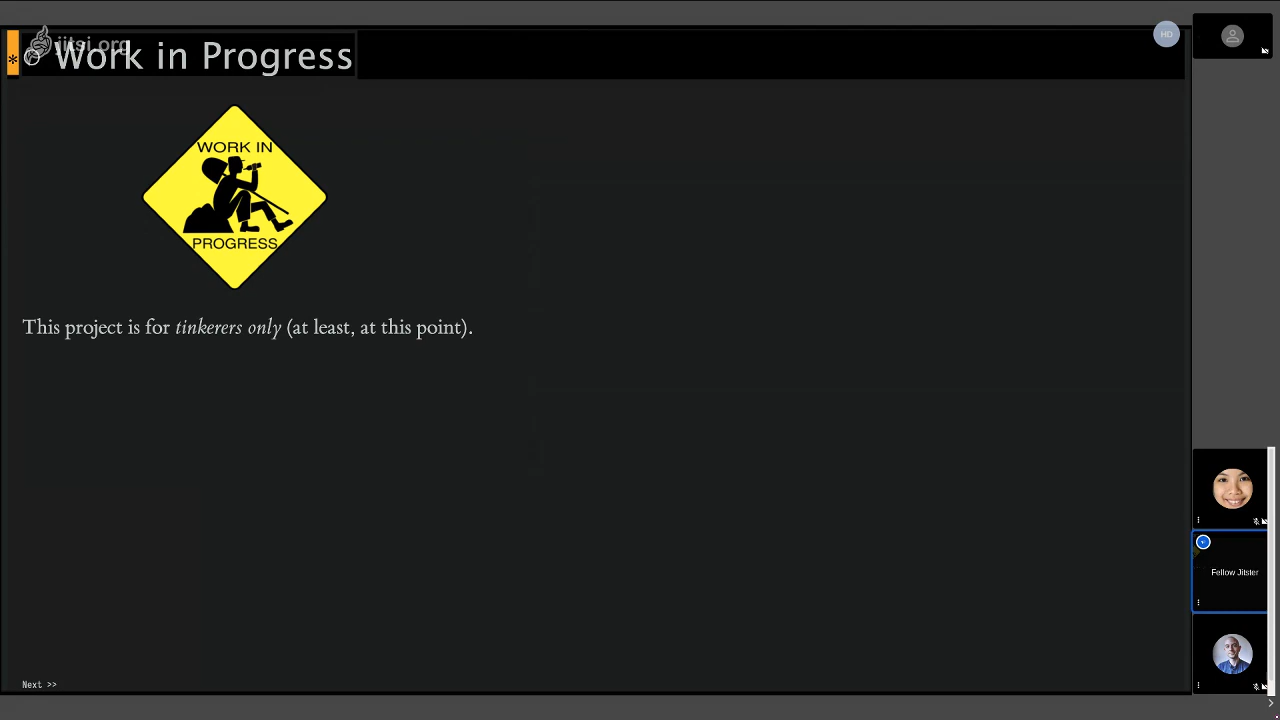 jitsi.org
HD
* Work in Progress
WORK IN
PROGRESS
This project is for tinkerers only (at least, at this point).
Fellow Jitster
Next >>